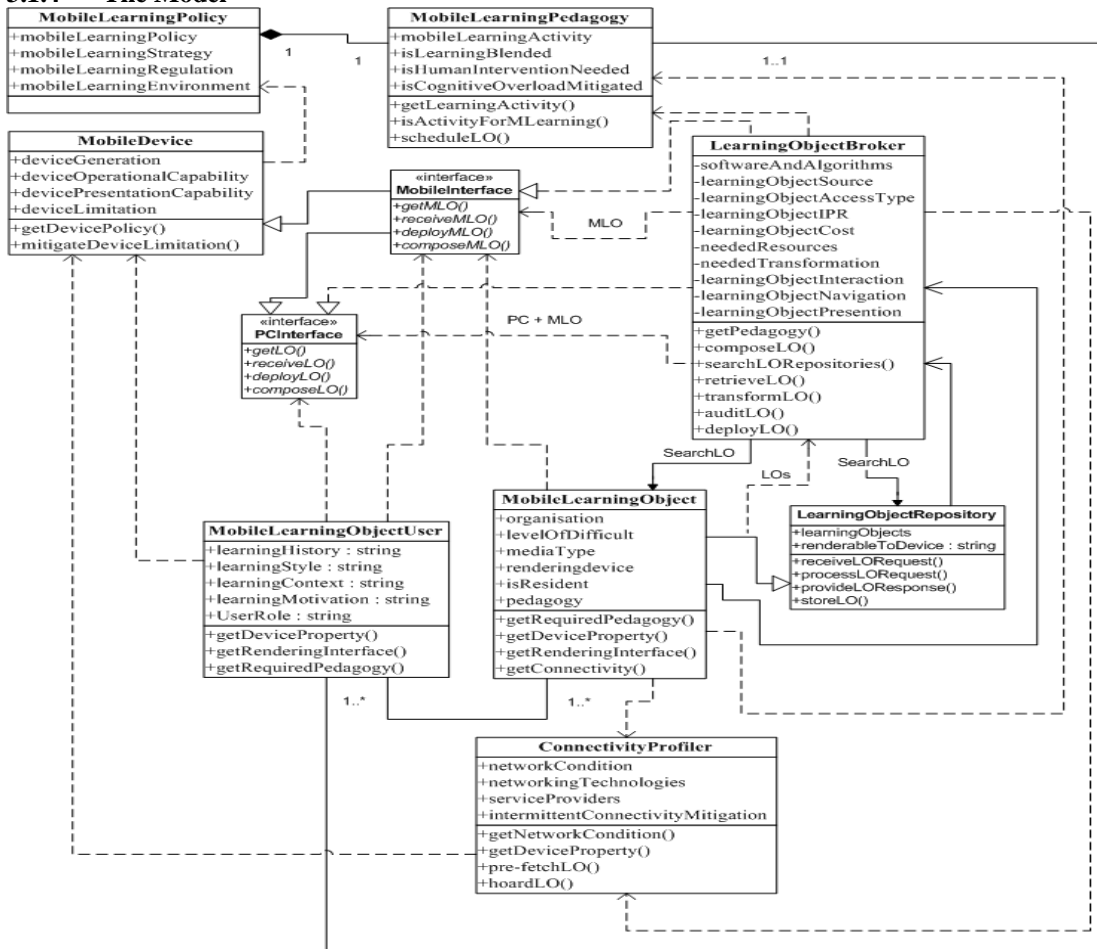 3.1.4 The Model
MobileLearningPolicy
+mobileLearningPolicy
+mobileLearningStrategy
+mobileLearningRegulation
+mobileLearningEnvironment
1
1
MobileLearningPedagogy
+mobileLearningActivity
+isLearningBlended
+isHumanInterventionNeeded
+isCognitiveOverloadMitigated
+getLearningActivity()
+isActivityForMLearning()
+scheduleLO()
1..1
MobileDevice
+deviceGeneration
+deviceOperationalCapability
+devicePresentationCapability
+deviceLimitation
+getDevicePolicy()
+mitigateDeviceLimitation()
«interface»
MobileInterface
+getMLO()
+receiveMLO()
+deployMLO()
+composeMLO()
MLO
LearningObjectBroker
-softwareAndAlgorithms
-learningObjectSource
-learningObjectAccessType
-learningObjectIPR
-learningObjectCost
-neededResources
-neededTransformation
-learningObjectInteraction
-learningObjectNavigation
-learningObjectPresention
+getPedagogy()
+composeLO()
+searchLORepositories()
+retrieveLO()
+transformLO()
+auditLO()
+deployLO()
«interface»
PCInterface
+getLO()
+receiveLO()
+deployLO()
+composeLO()
PC + MLO
SearchLO
LOs
SearchLO
MobileLearningObject
+organisation
+levelOfDifficult
+mediaType
+renderingdevice
+isResident
+pedagogy
+getRequiredPedagogy()
+getDeviceProperty()
+getRenderingInterface()
+getConnectivity()
LearningObjectRepository
+learningObjects
+renderableToDevice : string
+receiveLORequest()
+processLORequest()
+provideLOResponse()
+storeLO()
MobileLearningObjectUser
+learningHistory : string
+learningStyle : string
+learningContext : string
+learningMotivation : string
+UserRole : string
+getDeviceProperty()
+getRenderingInterface()
+getRequiredPedagogy()
1..*
1..*
ConnectivityProfiler
+networkCondition
+networkingTechnologies
+serviceProviders
+intermittentConnectivityMitigation
+getNetworkCondition()
+getDeviceProperty()
+pre-fetchLO()
+hoardLO()